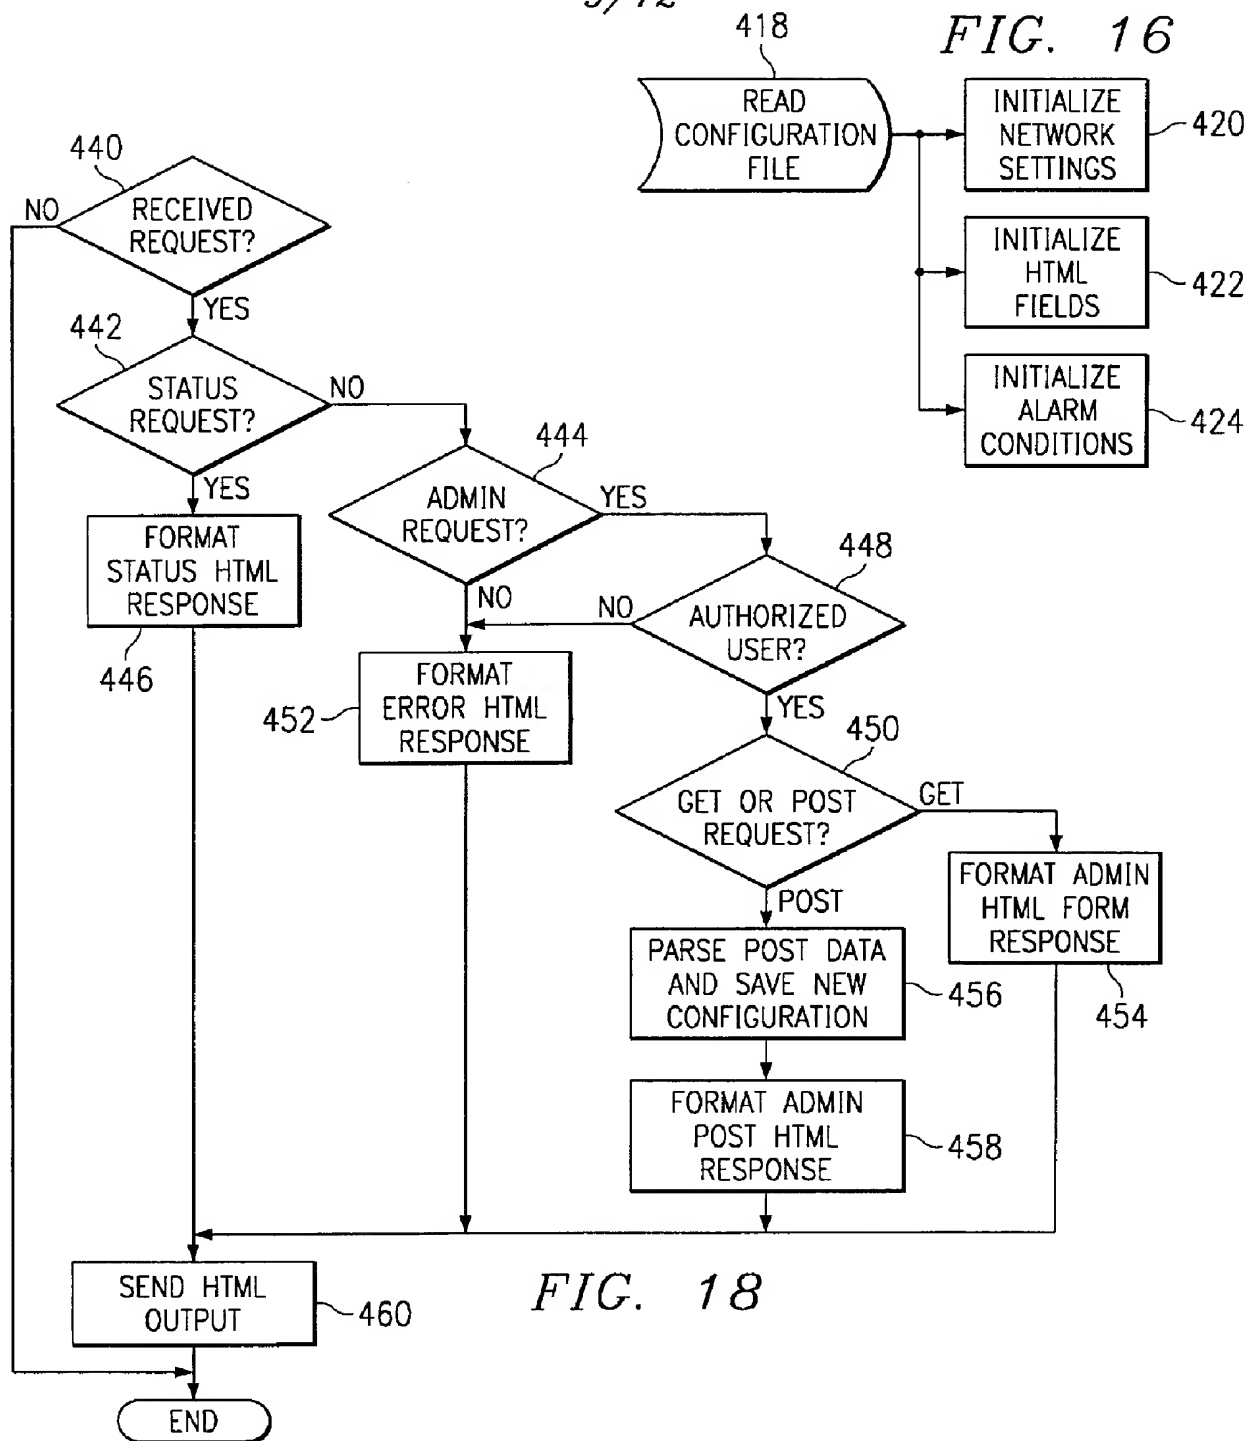 418
FIG. 16
READ
CONFIGURATION
FILE
INITIALIZE
NETWORK
SETTINGS
420
INITIALIZE
HTML
FIELDS
422
INITIALIZE
ALARM
CONDITIONS
424
440
NO
RECEIVED
REQUEST?
YES
442
STATUS
REQUEST?
NO
YES
444
ADMIN
REQUEST?
YES
NO
FORMAT
STATUS HTML
RESPONSE
446
448
AUTHORIZED
USER?
NO
YES
FORMAT
ERROR HTML
RESPONSE
452
450
GET OR POST
REQUEST?
GET
POST
FORMAT ADMIN
HTML FORM
RESPONSE
454
PARSE POST DATA
AND SAVE NEW
CONFIGURATION
456
FORMAT ADMIN
POST HTML
RESPONSE
458
SEND HTML
OUTPUT
460
FIG. 18
END